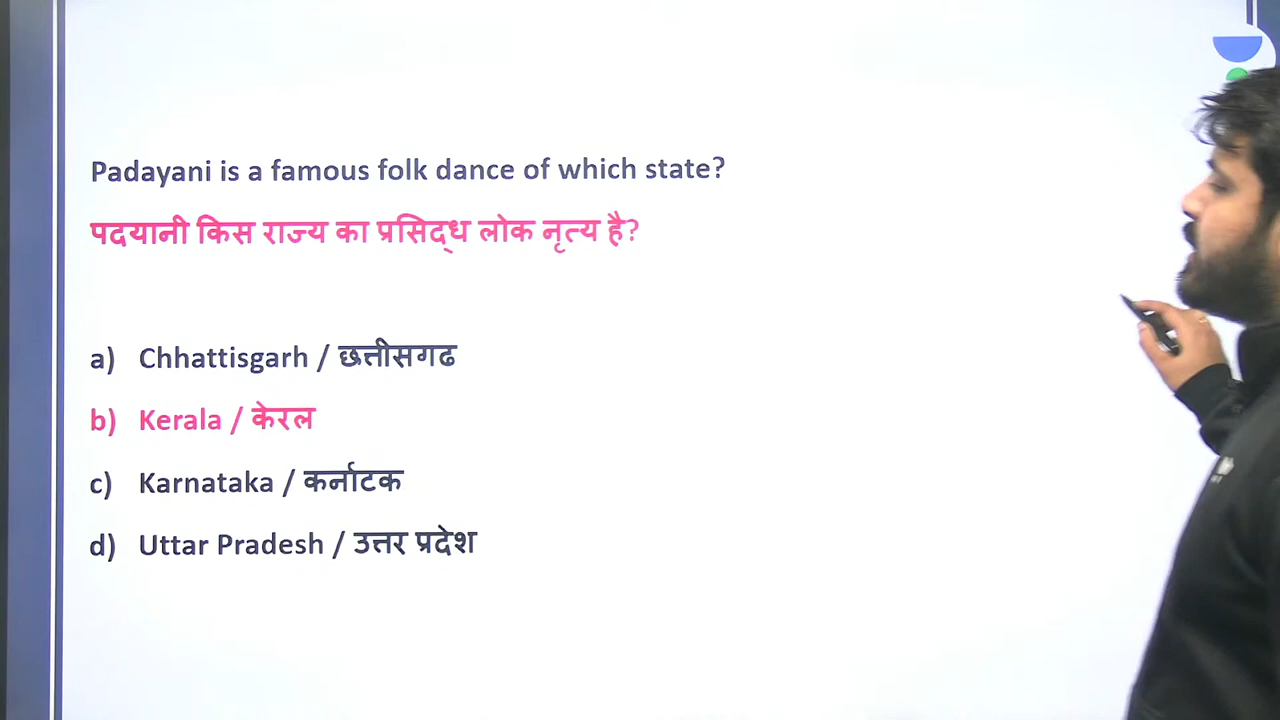 Padayani is a famous folk dance of which state?
पदयानी किस राज्य का प्रसिद्ध लोक नृत्य है?
a) Chhattisgarh / छत्तीसगढ
b) Kerala / केरल
c) Karnataka / कर्नाटक
d) Uttar Pradesh / उत्तर प्रदेश